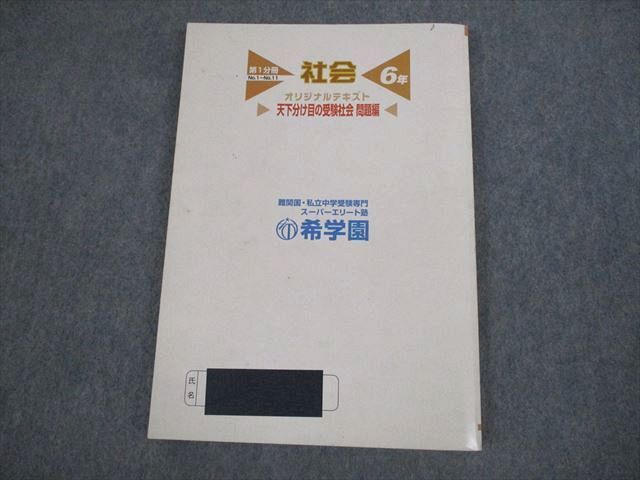 第1分冊
No.1~No.11
社会
6年
オリジナルテキスト
天下分け目の受験社会 問題編
難関国・私立中学受験専門
スーパーエリート塾
希学園
氏名